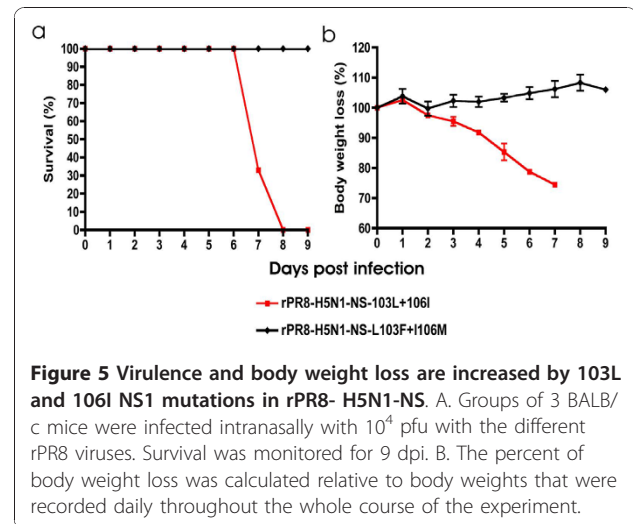 a
b
100
90
80
70
60
50
40
30
20
10
0
Survival (%)
0 1 2 3 4 5 6 7 8 9
120
110
100
90
80
70
60
Body weight loss (%)
0 1 2 3 4 5 6 7 8 9
Days post infection
rPR8-H5N1-NS-103L+106I
rPR8-H5N1-NS-L103F+I106M
Figure 5 Virulence and body weight loss are increased by 103L
and 106I NS1 mutations in rPR8- H5N1-NS. A. Groups of 3 BALB/
c mice were infected intranasally with 10⁴ pfu with the different
rPR8 viruses. Survival was monitored for 9 dpi. B. The percent of
body weight loss was calculated relative to body weights that were
recorded daily throughout the whole course of the experiment.